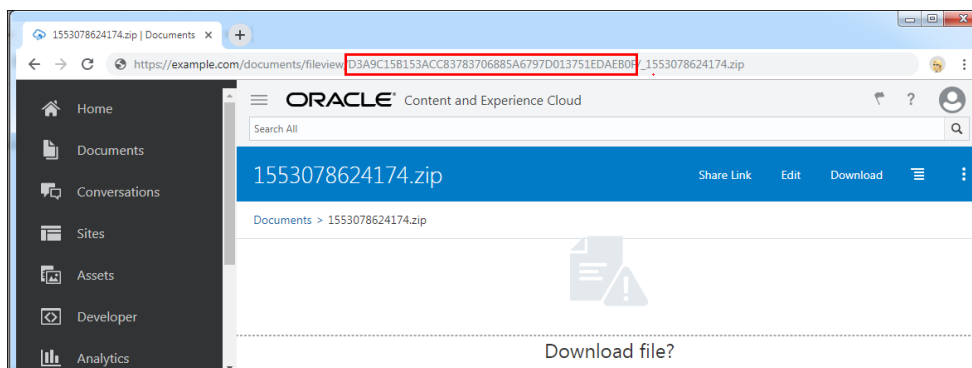 1553078624174.zip | Documents
https://example.com/documents/fileview/D3A9C15B153ACC83783706885A6797D013751EDAEB0F/_1553078624174.zip
Home
Documents
Conversations
Sites
Assets
Developer
Analytics
ORACLE® Content and Experience Cloud
Search All
1553078624174.zip Share Link Edit Download
Documents > 1553078624174.zip
Download file?